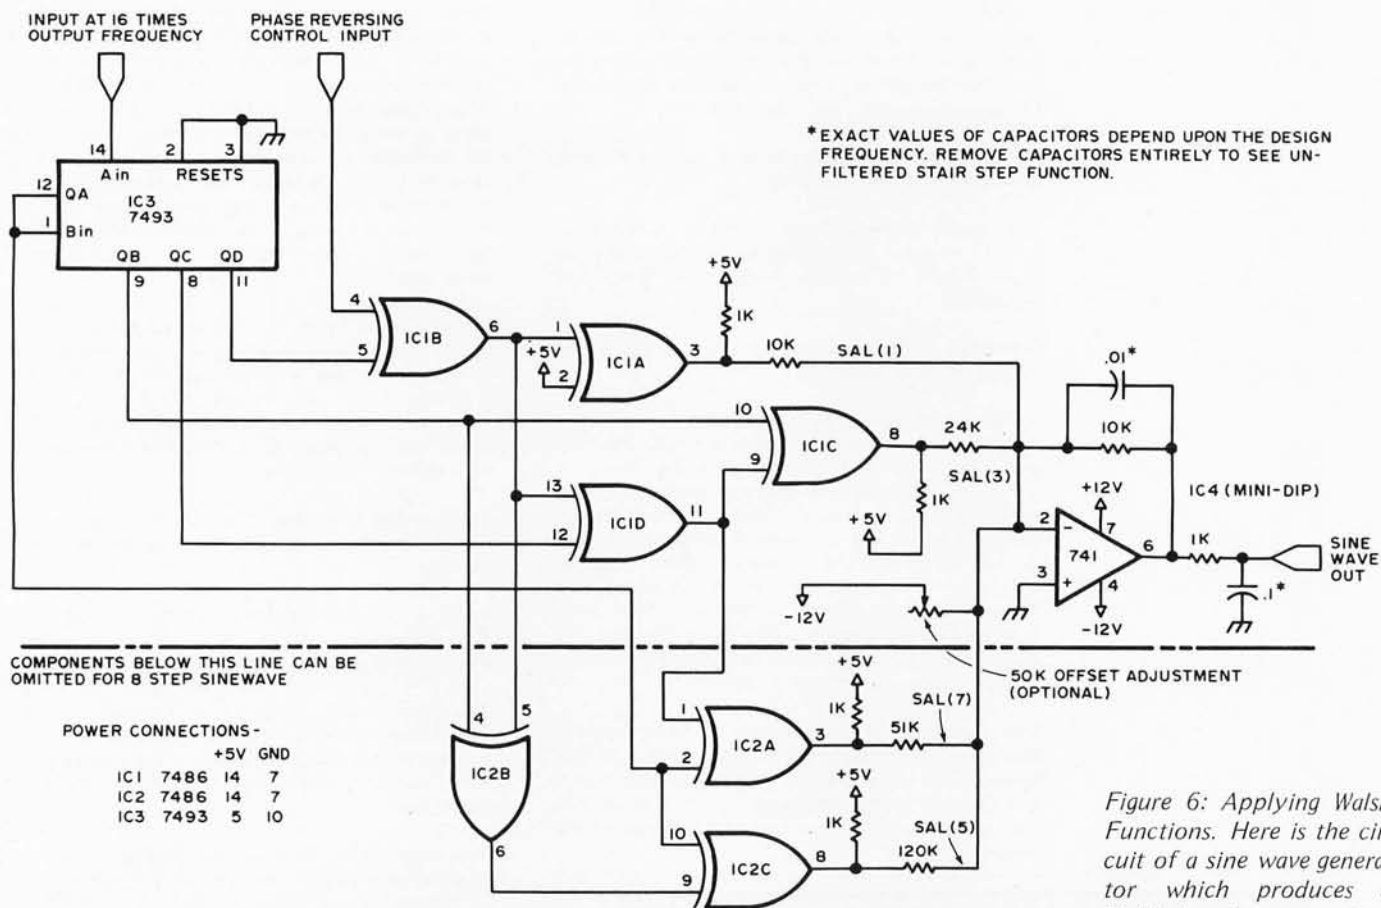 INPUT AT 16 TIMES
OUTPUT FREQUENCY
PHASE REVERSING
CONTROL INPUT
*EXACT VALUES OF CAPACITORS DEPEND UPON THE DESIGN
FREQUENCY. REMOVE CAPACITORS ENTIRELY TO SEE UN-
FILTERED STAIR STEP FUNCTION.
14 2 3
A in RESETS
12 QA
IC3
7493
1 Bin
QB QC QD
9 8 11
4
5
IC1B
6
1
+5V
2
IC1A
3
+5V
1K
10K
SAL(1)
10
9
IC1C
8
24K
SAL(3)
1K
+5V
13
12
IC1D
11
.01*
10K
IC4 (MINI-DIP)
+12V
7
2
-
741
3
+
6
4
-12V
1K
SINE
WAVE
OUT
.1*
-12V
50K OFFSET ADJUSTMENT
(OPTIONAL)
COMPONENTS BELOW THIS LINE CAN BE
OMITTED FOR 8 STEP SINEWAVE
POWER CONNECTIONS-
+5V GND
IC1 7486 14 7
IC2 7486 14 7
IC3 7493 5 10
4 5
IC2B
6
1
2
IC2A
3
+5V
1K
51K
SAL(7)
10
9
IC2C
8
+5V
1K
120K
SAL(5)
Figure 6: Applying
Functions. Here is the cir-
cuit of a sine wave genera-
tor which produces